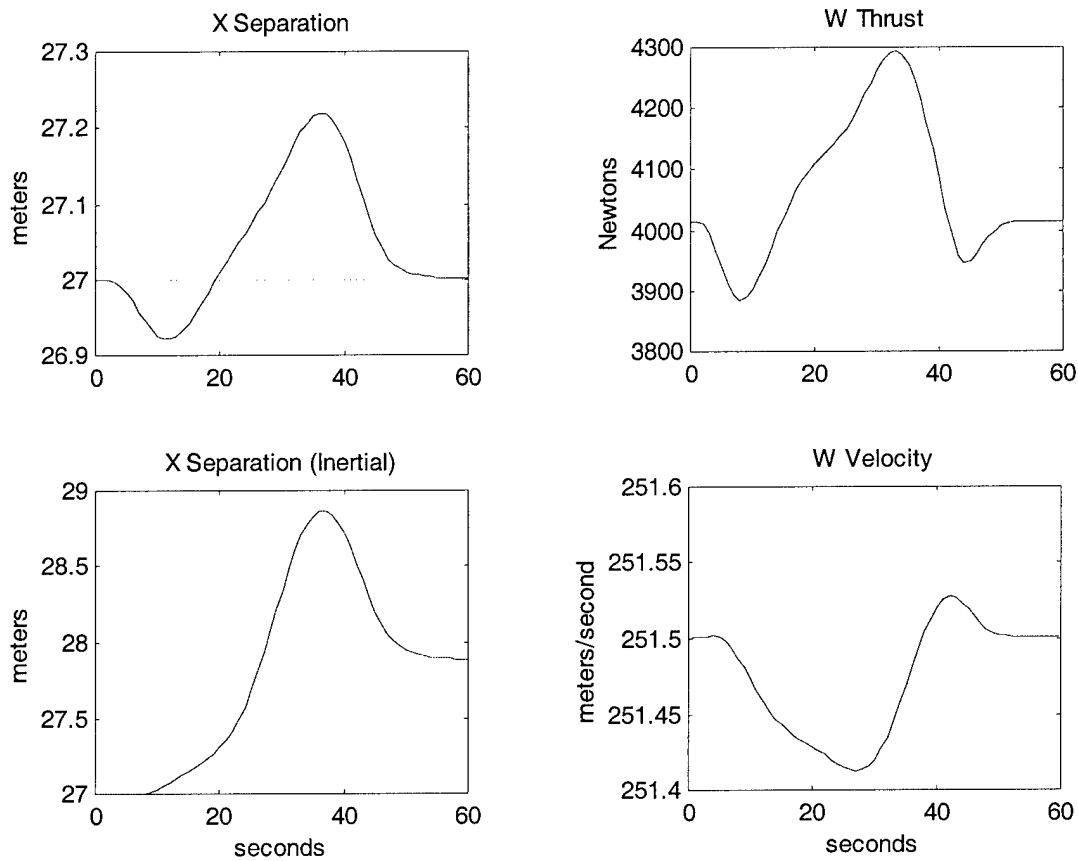 X Separation
27.3
27.2
27.1
27
26.9
meters
0 20 40 60
W Thrust
4300
4200
4100
4000
3900
3800
Newtons
0 20 40 60
X Separation (Inertial)
29
28.5
28
27.5
27
meters
0 20 40 60
seconds
W Velocity
251.6
251.55
251.5
251.45
251.4
meters/second
0 20 40 60
seconds